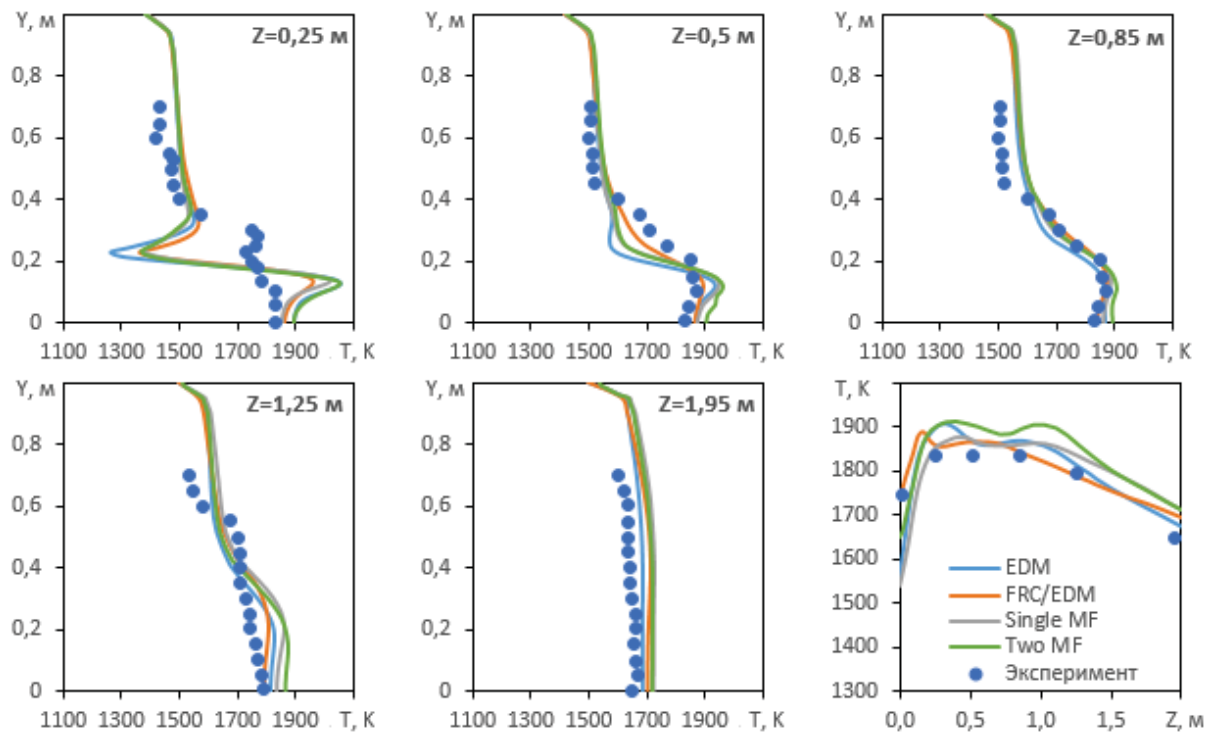 Y, м
Z=0,25 м
0,8
0,6
0,4
0,2
0
1100 1300 1500 1700 1900 T, К
Y, м
Z=0,5 м
0,8
0,6
0,4
0,2
0
1100 1300 1500 1700 1900 T, К
Y, м
Z=0,85 м
0,8
0,6
0,4
0,2
0
1100 1300 1500 1700 1900 T, К
Y, м
Z=1,25 м
0,8
0,6
0,4
0,2
0
1100 1300 1500 1700 1900 T, К
Y, м
Z=1,95 м
0,8
0,6
0,4
0,2
0
1100 1300 1500 1700 1900 T, К
T, К
1900
1800
1700
1600
1500
1400
1300
EDM
FRC/EDM
Single MF
Two MF
Эксперимент
0,0 0,5 1,0 1,5 Z, м